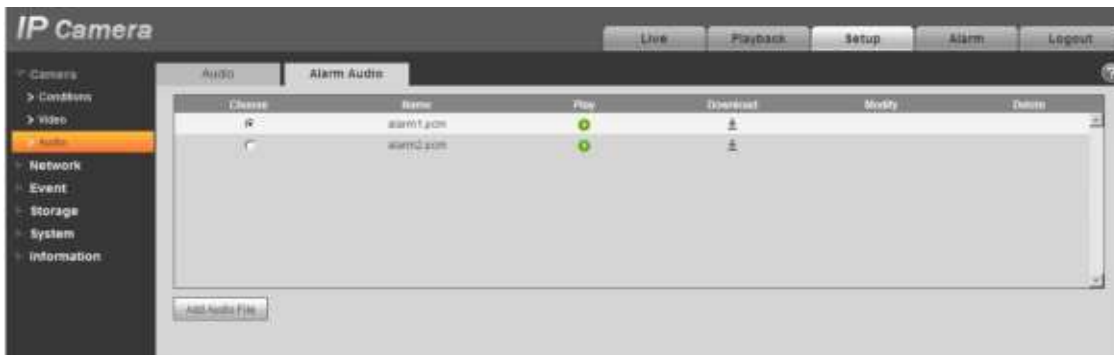 IP Camera
Live Playback Setup Alarm Logout
Camera
Conditions
Video
Audio
Network
Event
Storage
System
Information
Audio Alarm Audio
Choose Name Play Download Modify Delete
alarm1.pcm
alarm2.pcm
Add Audio File